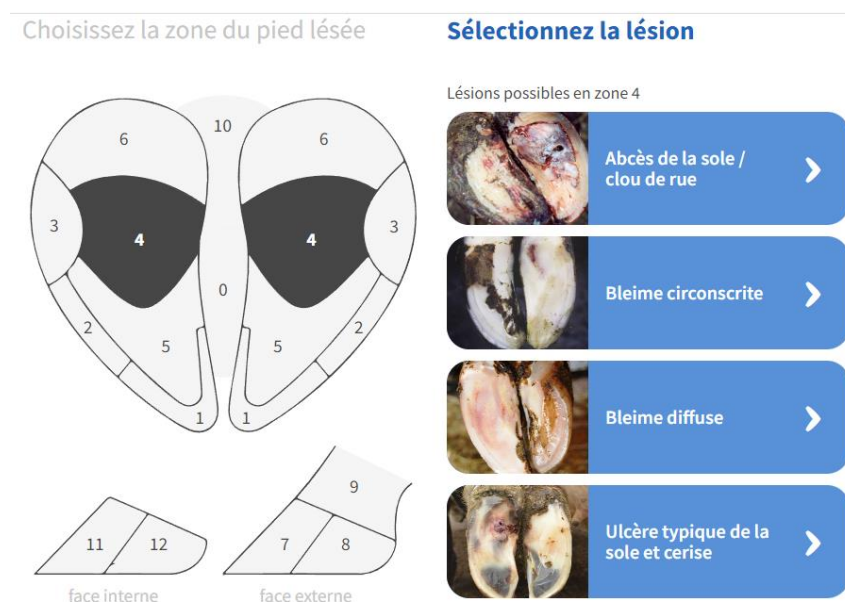 Choisissez la zone du pied lésée
10
6
6
3
4
4
3
0
2
2
5
5
1
1
9
11
12
7
8
face interne
face externe
Sélectionnez la lésion
Lésions possibles en zone 4
Abcès de la sole /
clou de rue
Bleime circonscrite
Bleime diffuse
Ulcère typique de la
sole et cerise